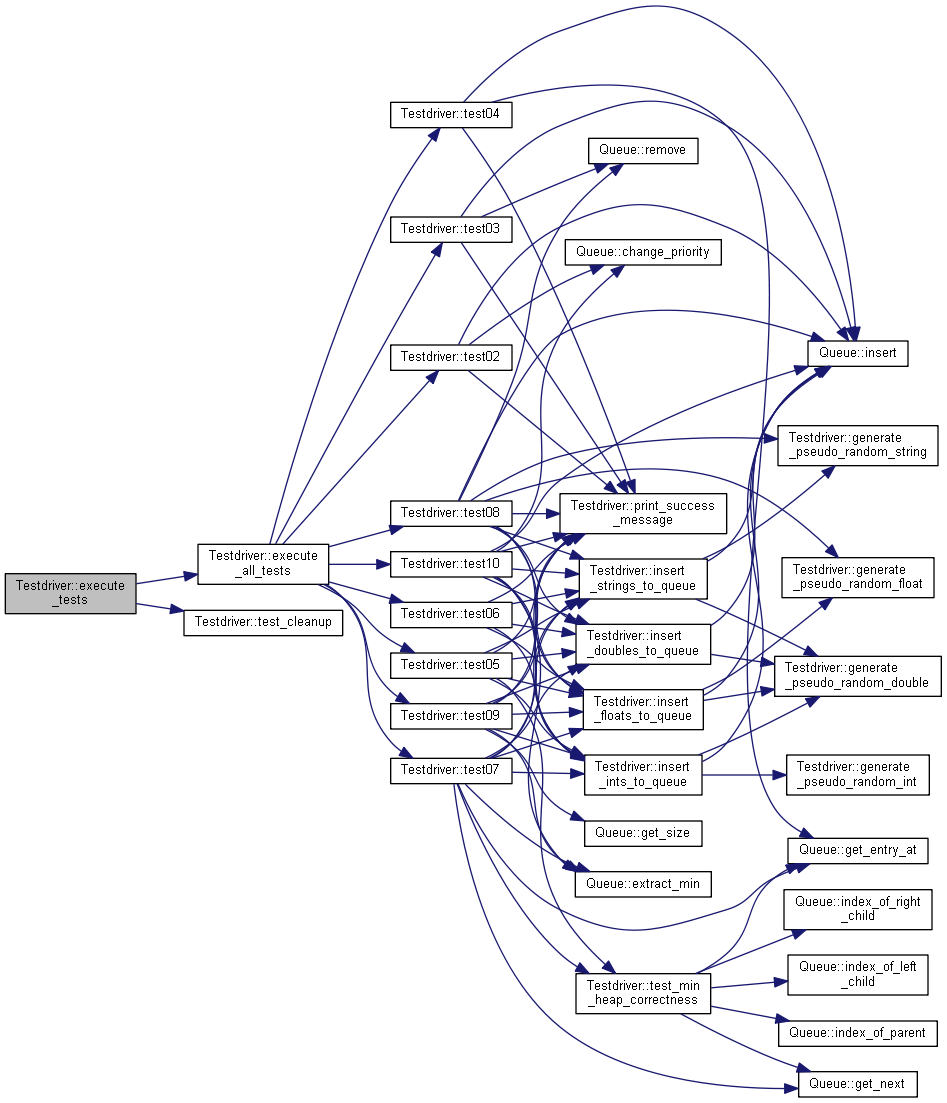 Testdriver::execute
_tests
Testdriver::execute
_all_tests
Testdriver::test_cleanup
Testdriver::test04
Testdriver::test03
Testdriver::test02
Testdriver::test08
Testdriver::test10
Testdriver::test06
Testdriver::test05
Testdriver::test09
Testdriver::test07
Queue::remove
Queue::change_priority
Testdriver::print_success
_message
Testdriver::insert
_strings_to_queue
Testdriver::insert
_doubles_to_queue
Testdriver::insert
_floats_to_queue
Testdriver::insert
_ints_to_queue
Queue::get_size
Queue::extract_min
Testdriver::test_min
_heap_correctness
Queue::insert
Testdriver::generate
_pseudo_random_string
Testdriver::generate
_pseudo_random_float
Testdriver::generate
_pseudo_random_double
Testdriver::generate
_pseudo_random_int
Queue::get_entry_at
Queue::index_of_right
_child
Queue::index_of_left
_child
Queue::index_of_parent
Queue::get_next